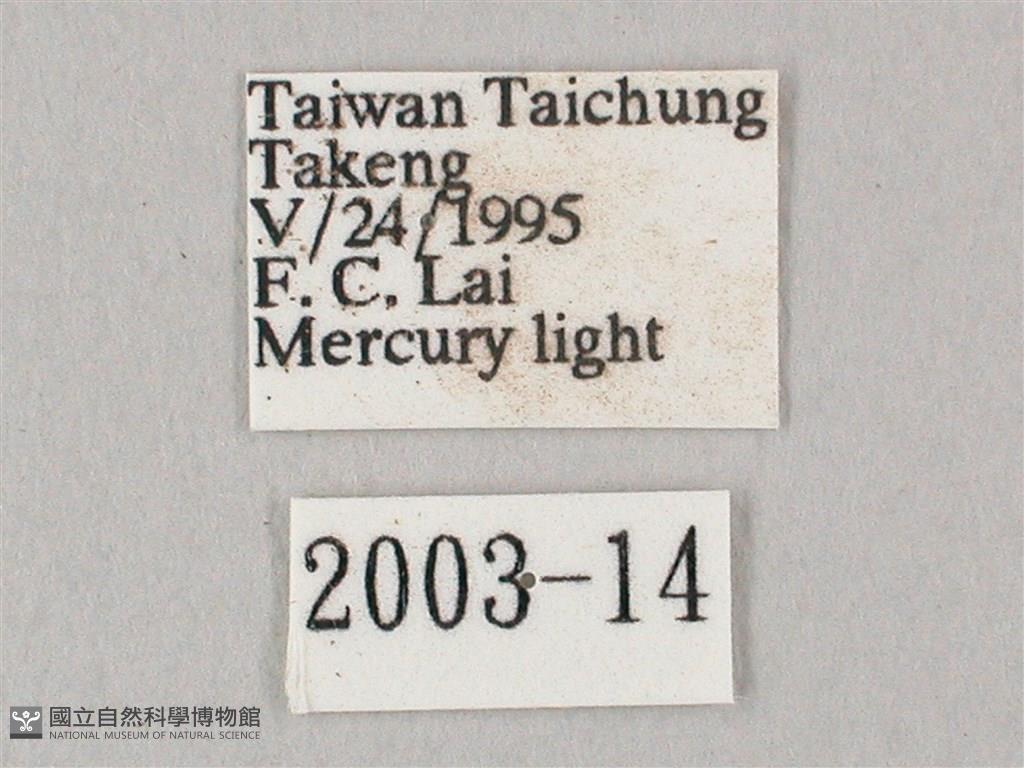 Taiwan Taichung
Takeng
V/24/1995
F. C. Lai
Mercury light
2003-14
國立自然科學博物館
NATIONAL MUSEUM OF NATURAL SCIENCE